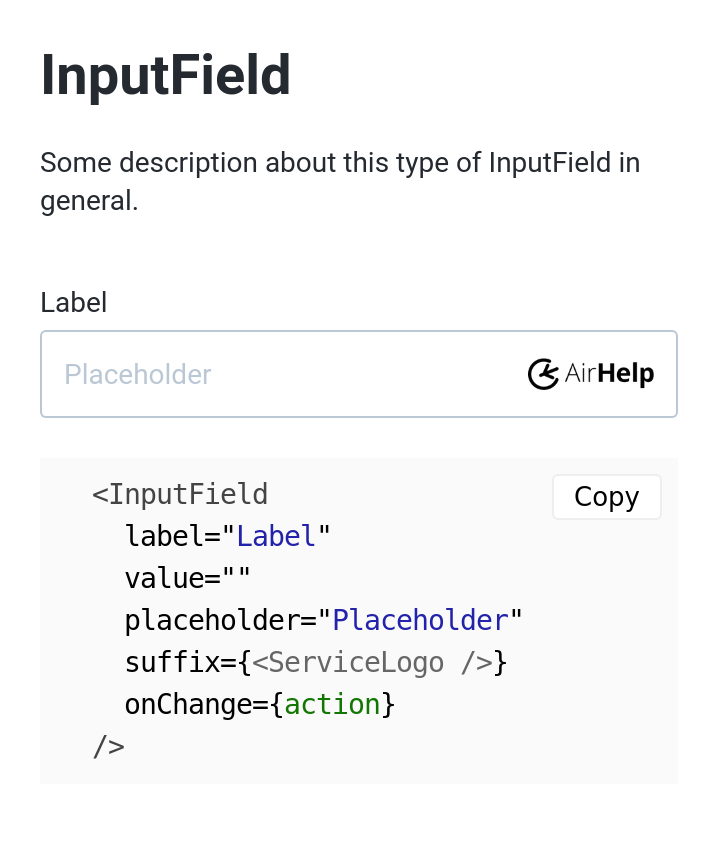 InputField
Some description about this type of InputField in
general.
Label
Placeholder AirHelp
<InputField Copy
label="Label"
value=""
placeholder="Placeholder"
suffix={<ServiceLogo />}
onChange={action}
/>